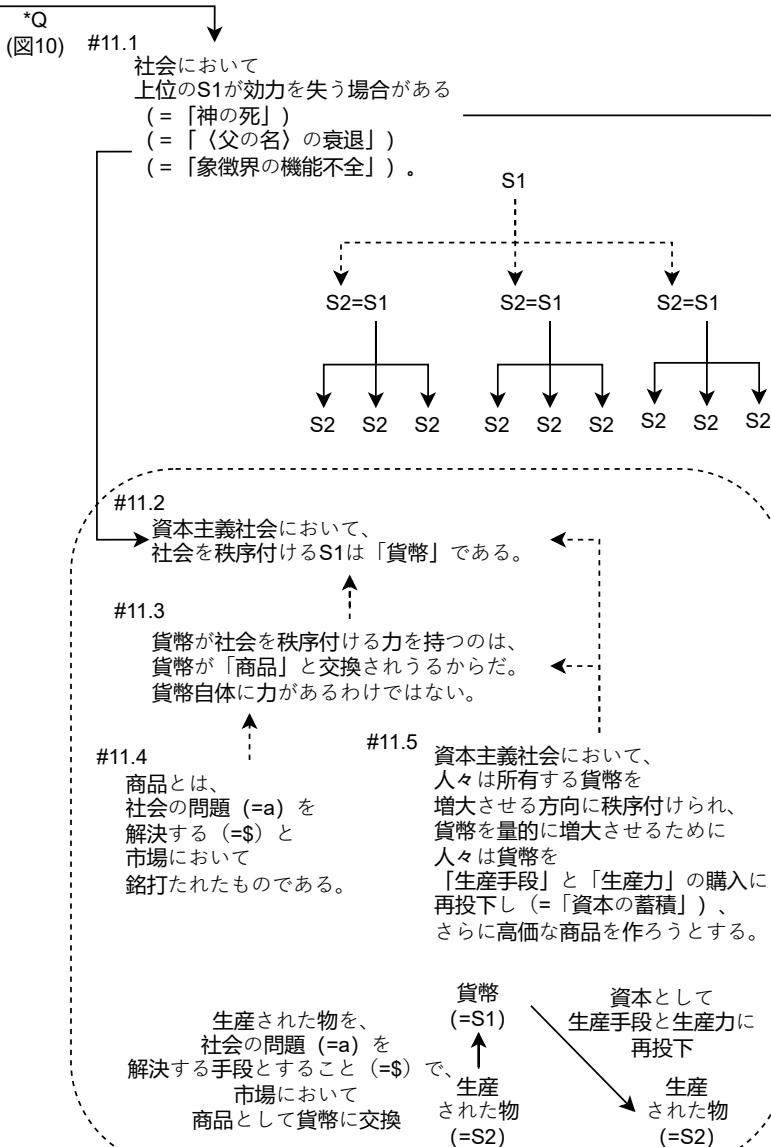 *Q
(図10)
#11.1
社会において
上位のS1が効力を失う場合がある
(=「神の死」)
(=「〈父の名〉の衰退」)
(=「象徴界の機能不全」)。
S1
S2=S1 S2=S1 S2=S1
S2 S2 S2 S2 S2 S2 S2 S2 S2
#11.2
資本主義社会において、
社会を秩序付けるS1は「貨幣」である。
#11.3
貨幣が社会を秩序付ける力を持つのは、
貨幣が「商品」と交換されうるからだ。
貨幣自体に力があるわけではない。
#11.4
商品とは、
社会の問題(=a)を
解決する(=$)と
市場において
銘打たれたものである。
#11.5
資本主義社会において、
人々は所有する貨幣を
増大させる方向に秩序付けられ、
貨幣を量的に増大させるために
人々は貨幣を
「生産手段」と「生産力」の購入に
再投下し(=「資本の蓄積」)、
さらに高価な商品を作ろうとする。
生産された物を、
社会の問題(=a)を
解決する手段とすること(=$)で、
市場において
商品として貨幣に交換
貨幣
(=S1)
生産
された物
(=S2)
資本として
生産手段と生産力に
再投下
生産
された物
(=S2)